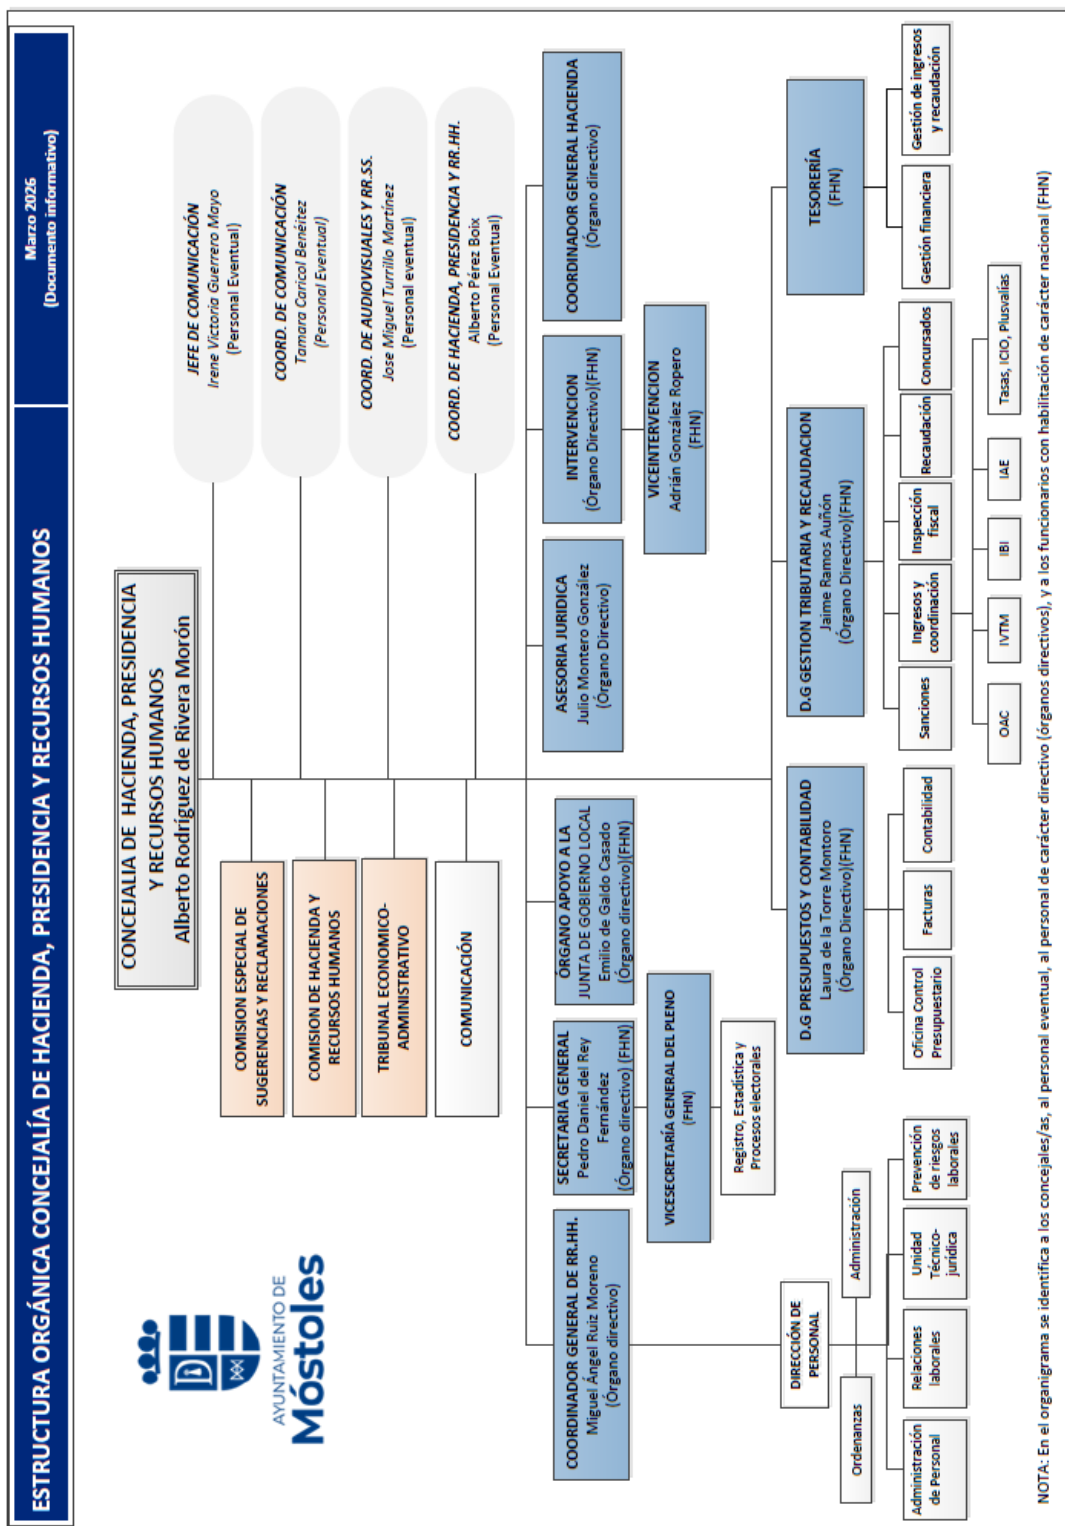 ESTRUCTURA ORGÁNICA CONCEJALÍA DE HACIENDA, PRESIDENCIA Y RECURSOS HUMANOS
Marzo 2026
(Documento informativo)
AYUNTAMIENTO DE
Móstoles
CONCEJALIA DE HACIENDA, PRESIDENCIA
Y RECURSOS HUMANOS
Alberto Rodríguez de Rivera Morón
JEFE DE COMUNICACIÓN
Irene Victoria Guerrero Mayo
(Personal Eventual)
COORD. DE COMUNICACIÓN
Tamara Caricol Benéitez
(Personal Eventual)
COORD. DE AUDIOVISUALES Y RR.SS.
Jose Miguel Turrillo Martínez
(Personal eventual)
COORD. DE HACIENDA, PRESIDENCIA Y RR.HH.
Alberto Pérez Boix
(Personal Eventual)
COMISION ESPECIAL DE
SUGERENCIAS Y RECLAMACIONES
COMISION DE HACIENDA Y
RECURSOS HUMANOS
TRIBUNAL ECONOMICO-
ADMINISTRATIVO
COMUNICACIÓN
COORDINADOR GENERAL DE RR.HH.
Miguel Ángel Ruiz Moreno
(Órgano directivo)
SECRETARIA GENERAL
Pedro Daniel del Rey
Fernández
(Órgano directivo) (FHN)
ÓRGANO APOYO A LA
JUNTA DE GOBIERNO LOCAL
Emilio de Galdo Casado
(Órgano directivo)(FHN)
ASESORIA JURIDICA
Julio Montero González
(Órgano Directivo)
INTERVENCION
(Órgano Directivo)(FHN)
COORDINADOR GENERAL HACIENDA
(Órgano directivo)
VICESECRETARÍA GENERAL DEL PLENO
(FHN)
VICEINTERVENCION
Adrián González Ropero
(FHN)
Registro, Estadística y
Procesos electorales
DIRECCIÓN DE
PERSONAL
D.G PRESUPUESTOS Y CONTABILIDAD
Laura de la Torre Montoro
(Órgano Directivo)(FHN)
D.G GESTION TRIBUTARIA Y RECAUDACION
Jaime Ramos Auñón
(Órgano Directivo)(FHN)
TESORERÍA
(FHN)
Ordenanzas
Administración
Administración
de Personal
Relaciones
laborales
Unidad
Técnico-
jurídica
Prevención
de riesgos
laborales
Oficina Control
Presupuestario
Facturas
Contabilidad
Sanciones
Ingresos y
coordinación
Inspección
fiscal
Recaudación
Concursados
Gestión financiera
Gestión de ingresos
y recaudación
OAC
IVTM
IBI
IAE
Tasas, ICIO, Plusvalías
NOTA: En el organigrama se identifica a los concejales/as, al personal eventual, al personal de carácter directivo (órganos directivos), y a los funcionarios con habilitación de carácter nacional (FHN)